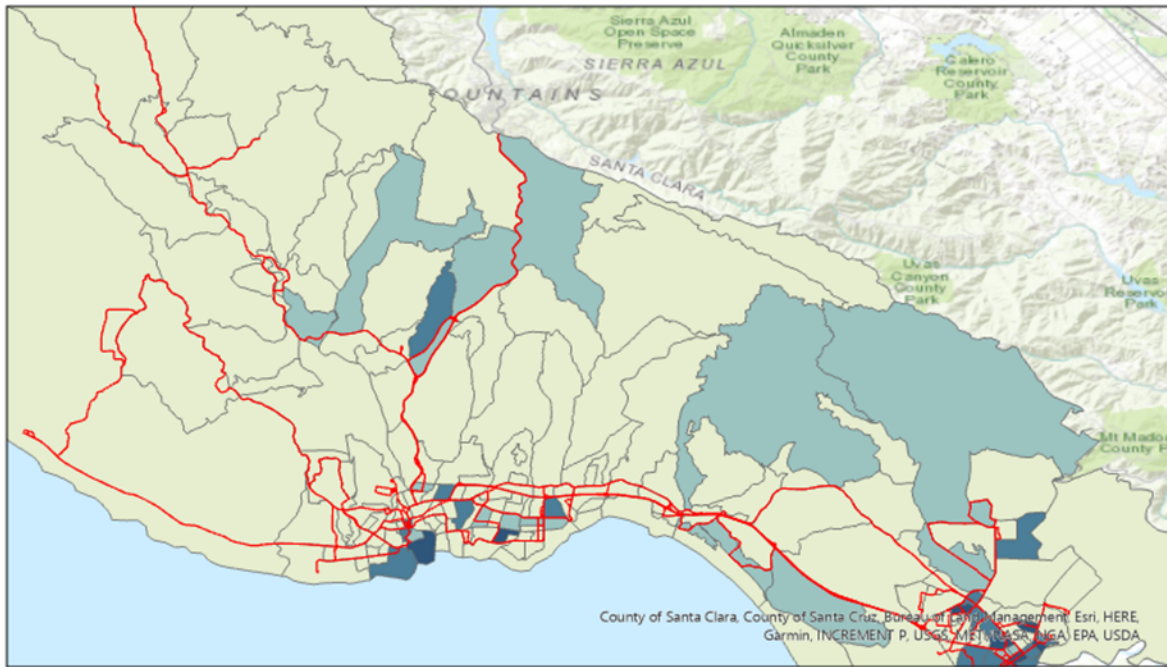 Sierra Azul
Open Space
Preserve
SIERRA AZUL
Almaden
Quicksilver
County
Park
Calero
Reservoir
County
Park
OUNTAINS
SANTA CLARA
Uvas
Canyon
County
Park
Uvas
Reservoir
Park
Mt Madon
County P
County of Santa Clara, County of Santa Cruz, Bureau of Land Management, Esri, HERE,
Garmin, INCREMENT P, USGS, METI/NASA, NGA, EPA, USDA